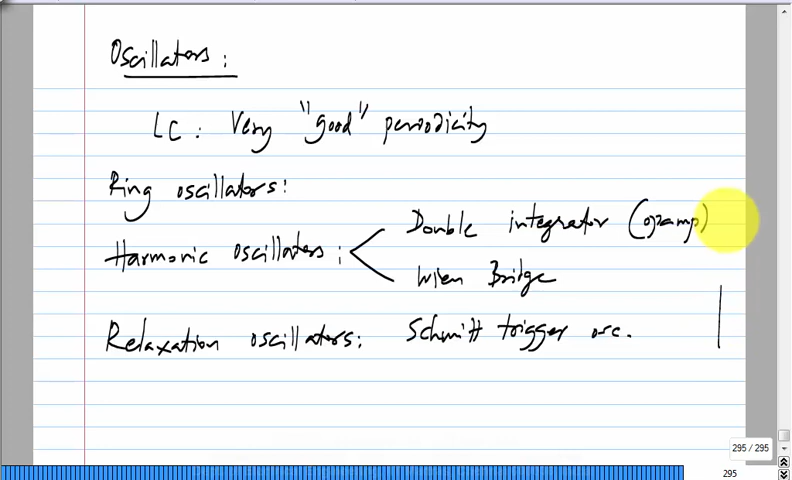 Oscillators:
LC: Very "good" periodicity
Ring oscillators:
Double integrator (opamp)
Harmonic oscillators:
Wien Bridge
Relaxation oscillators: Schmitt trigger osc.
295 / 295
295